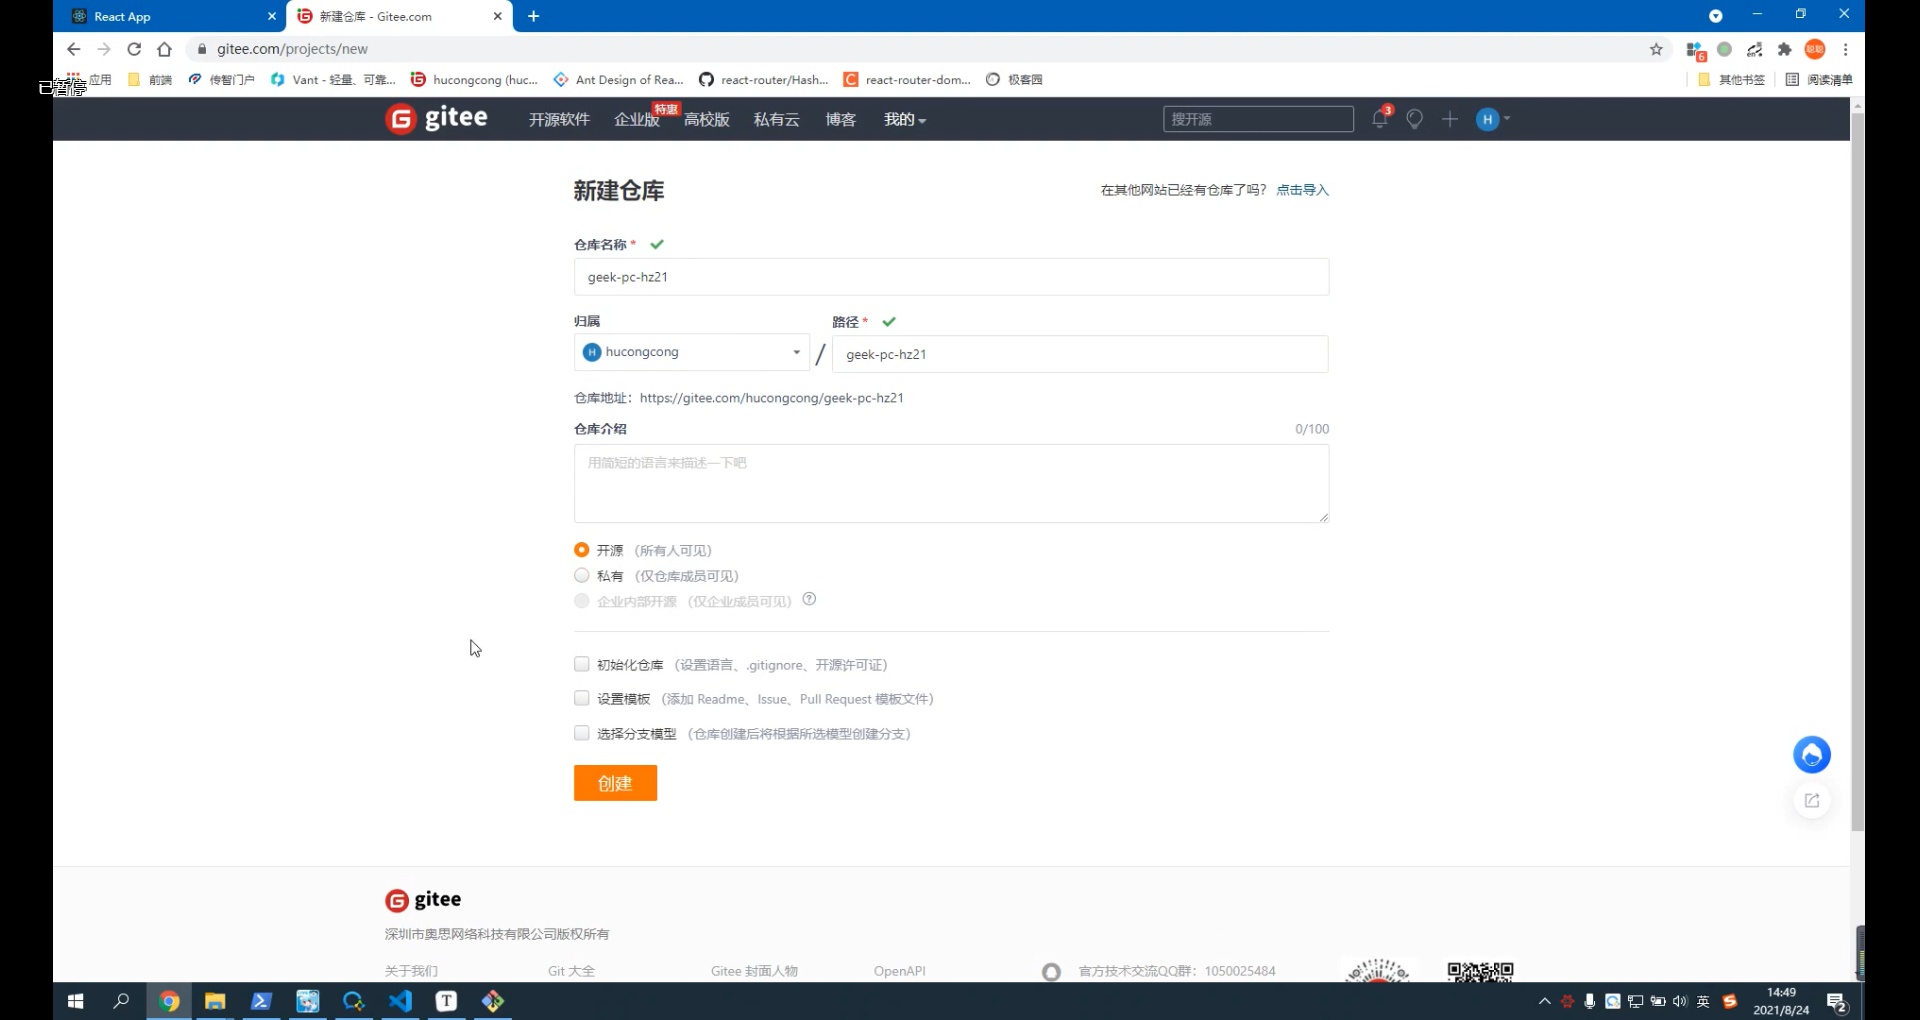 React App
新建仓库 - Gitee.com
gitee.com/projects/new
应用
前端
传智门户
Vant - 轻量、可靠...
hucongcong (huc...
Ant Design of Rea...
react-router/Hash...
react-router-dom...
极客园
其他书签
阅读清单
已暂停
gitee
开源软件
企业版
特惠
高校版
私有云
博客
我的
搜开源
3
H
新建仓库
在其他网站已经有仓库了吗? 点击导入
仓库名称 *
geek-pc-hz21
归属
路径 *
H hucongcong
/
geek-pc-hz21
仓库地址：https://gitee.com/hucongcong/geek-pc-hz21
仓库介绍
0/100
用简短的语言来描述一下吧
开源 （所有人可见）
私有 （仅仓库成员可见）
企业内部开源 （仅企业成员可见）
初始化仓库 （设置语言、.gitignore、开源许可证）
设置模板 （添加 Readme、Issue、Pull Request 模板文件）
选择分支模型 （仓库创建后将根据所选模型创建分支）
创建
gitee
深圳市奥思网络科技有限公司版权所有
关于我们
Git 大全
Gitee 封面人物
OpenAPI
官方技术交流QQ群：1050025484
英
14:49
2021/8/24
2